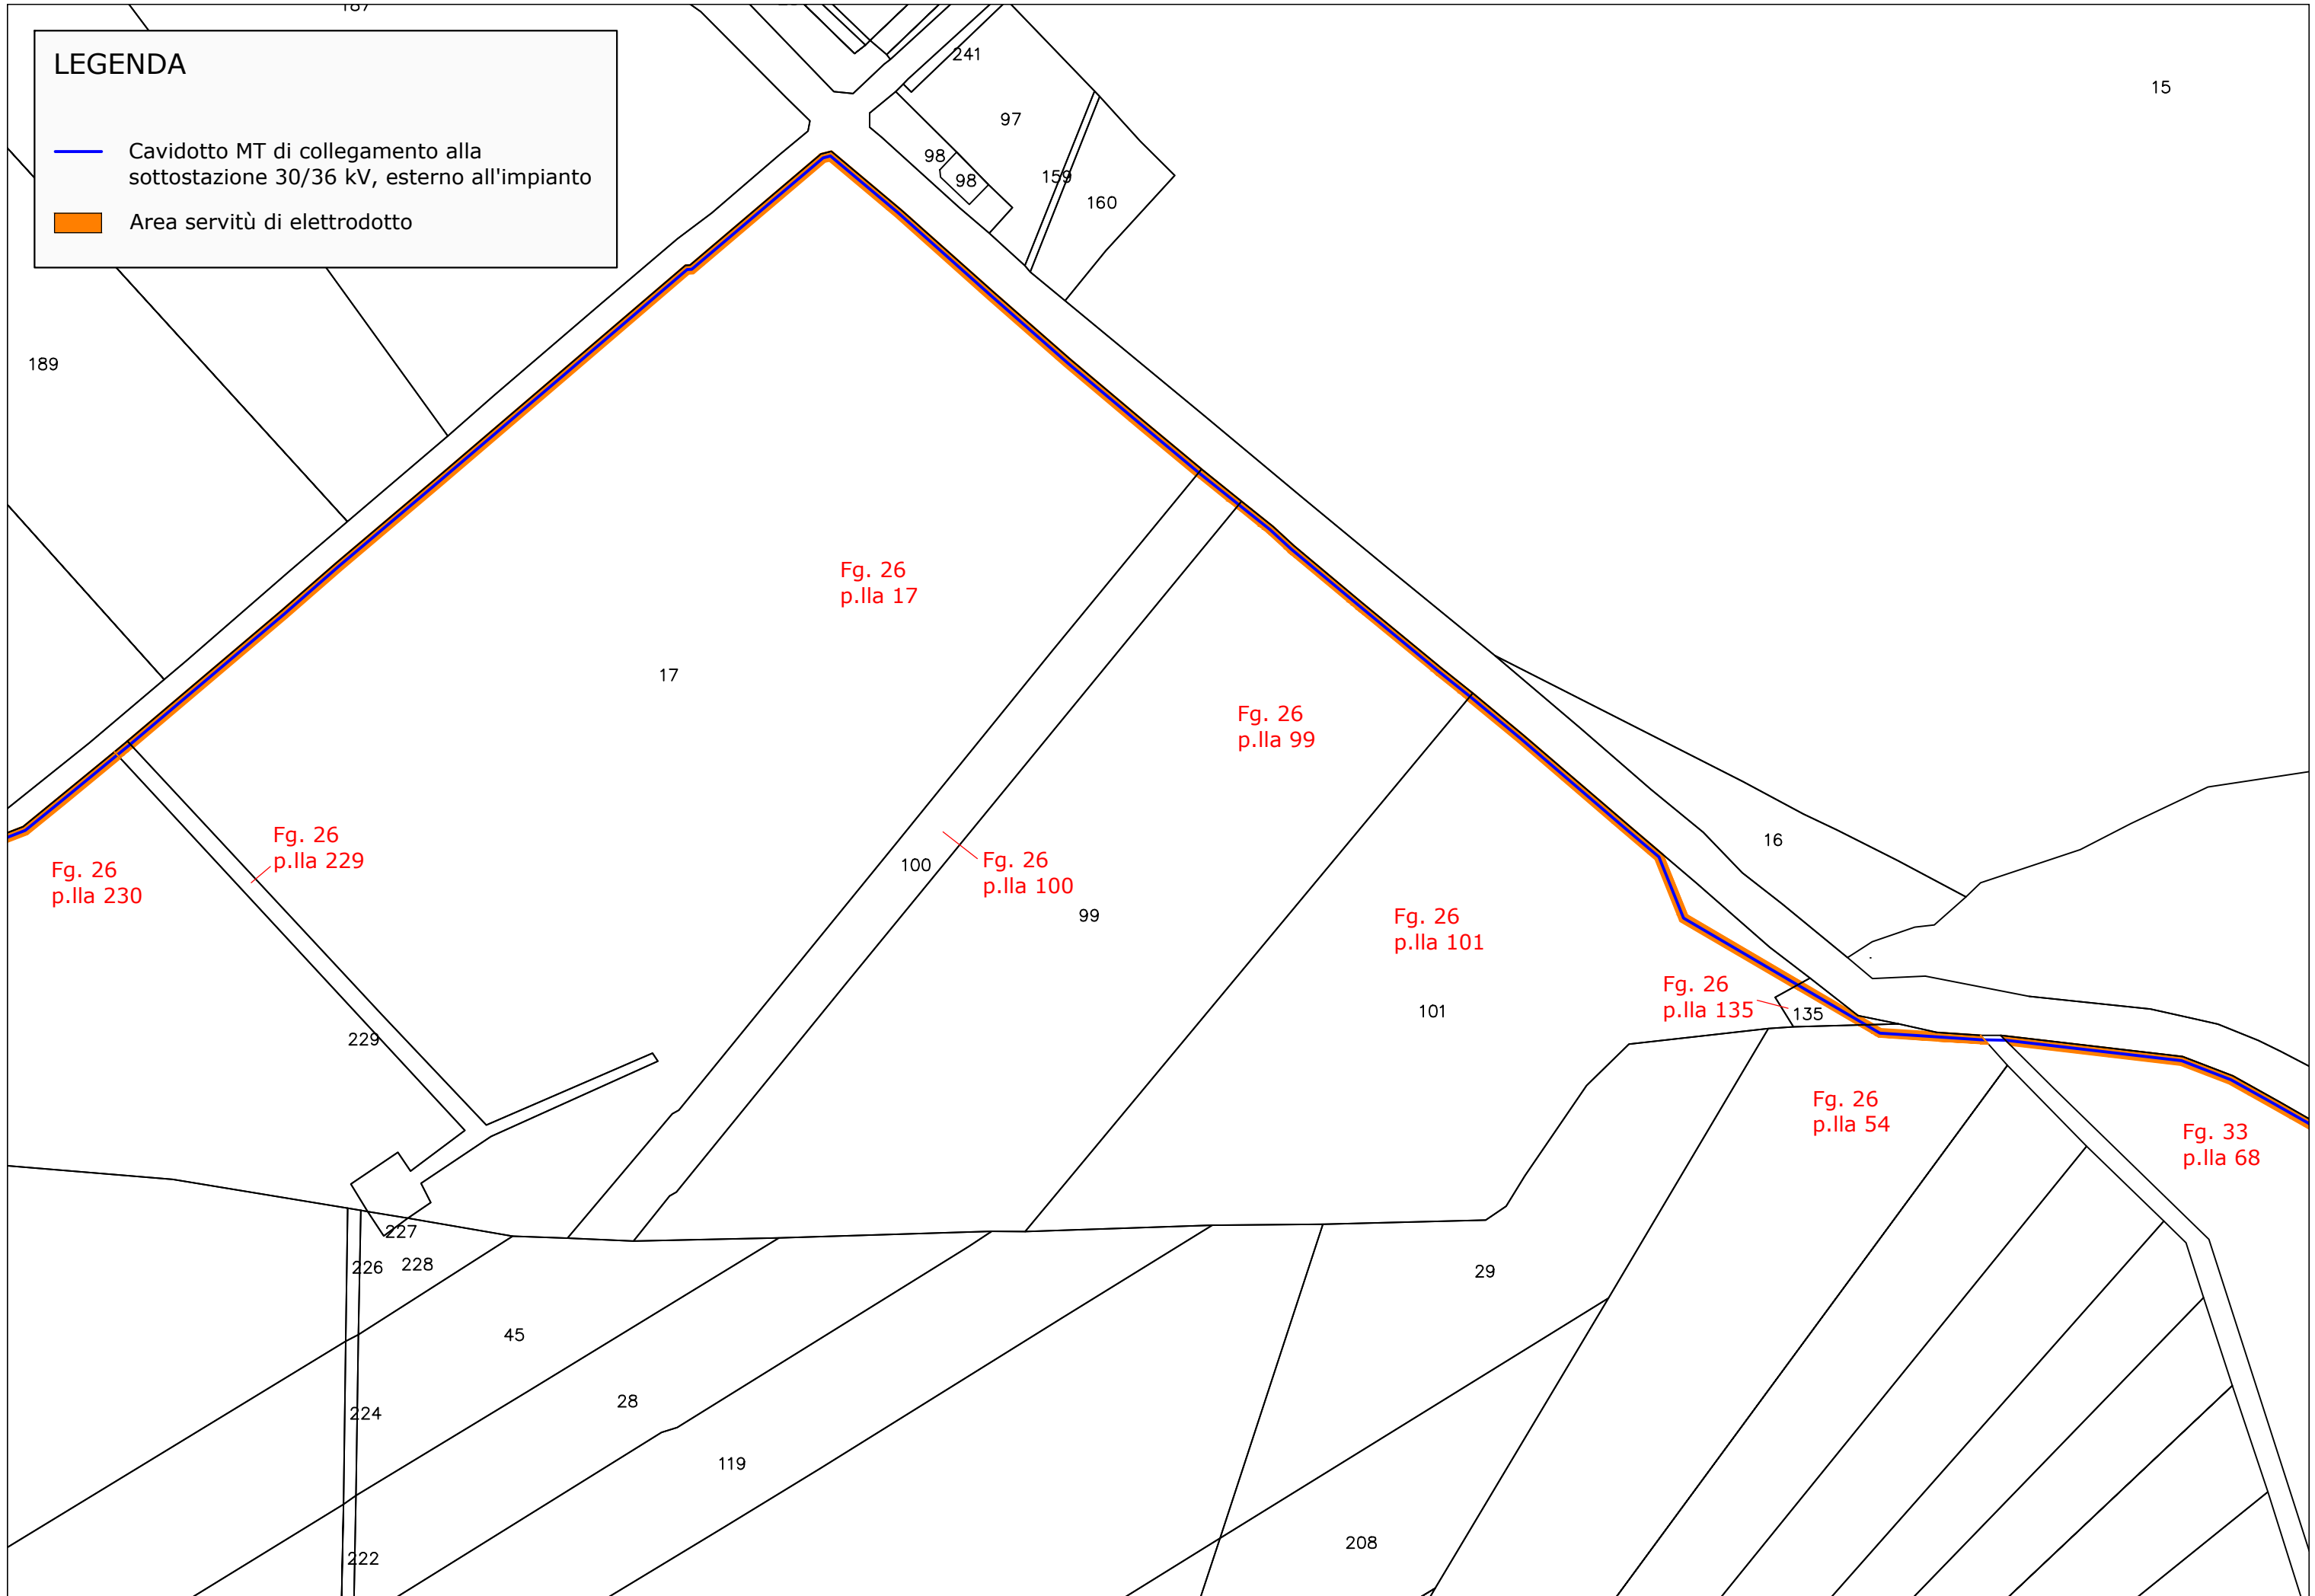 187
LEGENDA
Cavidotto MT di collegamento alla
sottostazione 30/36 kV, esterno all'impianto
Area servitù di elettrodotto
241
15
97
98
98
159
160
189
Fg. 26
p.lla 17
17
Fg. 26
p.lla 99
Fg. 26
p.lla 229
16
Fg. 26
p.lla 230
100
Fg. 26
p.lla 100
99
Fg. 26
p.lla 101
Fg. 26
p.lla 135
101
135
229
Fg. 26
p.lla 54
Fg. 33
p.lla 68
227
226
228
29
45
28
224
119
208
222